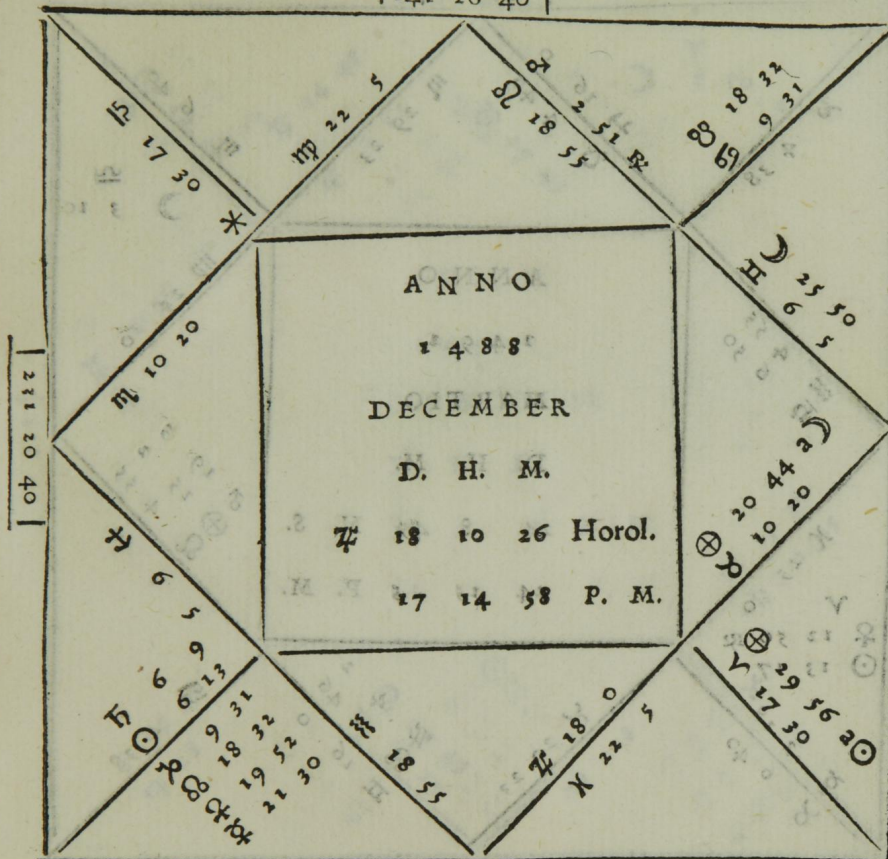 ♎ 17 30
♍ 22 5
♂ 2 51 ℞
♌ 18 55
☋ 18 32
♋ 9 31
☽ 25 50
♊ 6 5
⚹
♏ 10 20
231 20 40
ANNO
1488
DECEMBER
D. H. M.
♃ 18 10 26 Horol.
17 14 58 P. M.
⊗ 20 44 a ☽
♉ 10 20
♐ 6 5
♄ 6 9
☉ 6 13
♑ 9 31
☊ 18 32
♀ 19 52
☿ 21 30
♒ 18 55
♃ 18 0
♓ 22 5
⊗ 29 56 a ☉
♈ 17 30